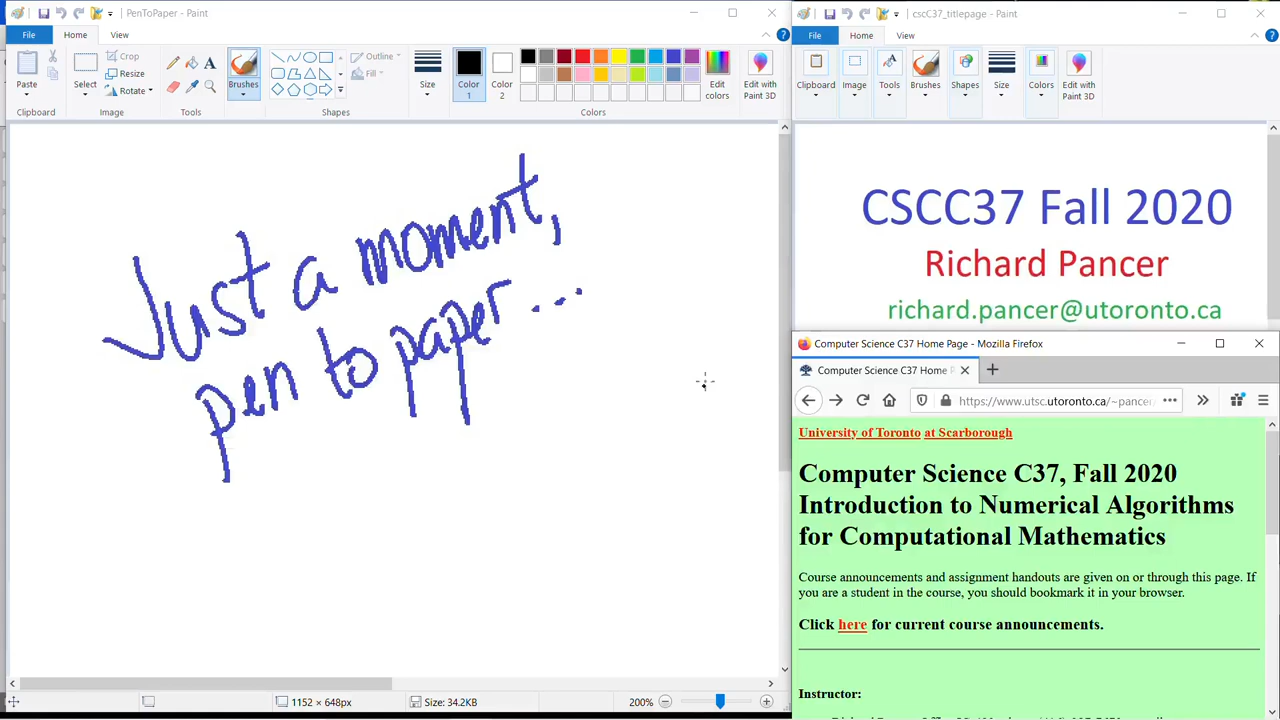 PenToPaper - Paint
File
Home
View
Paste
Select
Crop
Resize
Rotate
Brushes
Outline
Fill
Size
Color
1
Color
2
Edit
colors
Edit with
Paint 3D
Clipboard
Image
Tools
Shapes
Colors
Just a moment,
pen to paper...
1152 × 648px
Size: 34.2KB
200%
cscC37_titlepage - Paint
File
Home
View
Clipboard
Image
Tools
Brushes
Shapes
Size
Colors
Edit with
Paint 3D
CSCC37 Fall 2020
Richard Pancer
richard.pancer@utoronto.ca
Computer Science C37 Home Page - Mozilla Firefox
Computer Science C37 Home P
https://www.utsc.utoronto.ca/~pancer
University of Toronto at Scarborough
Computer Science C37, Fall 2020
Introduction to Numerical Algorithms
for Computational Mathematics
Course announcements and assignment handouts are given on or through this page. If
you are a student in the course, you should bookmark it in your browser.
Click here for current course announcements.
Instructor: